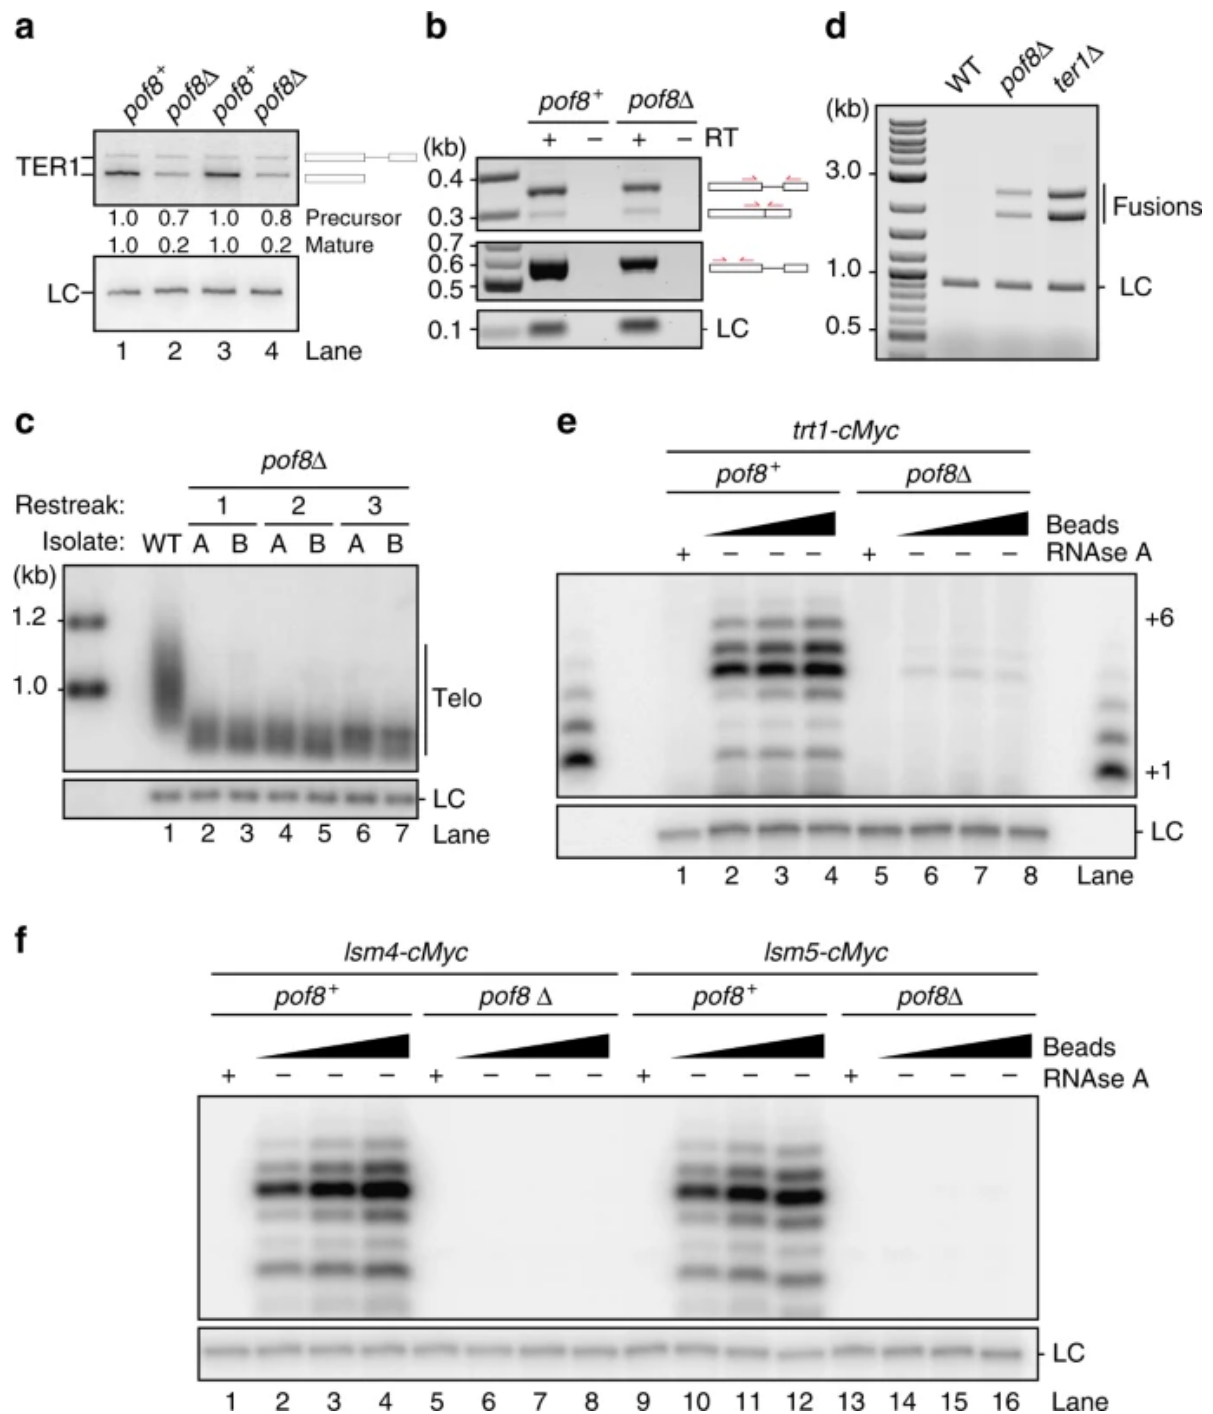 a
pof8+ pof8Δ pof8+ pof8Δ
TER1
1.0 0.7 1.0 0.8 Precursor
1.0 0.2 1.0 0.2 Mature
LC
1 2 3 4 Lane
b
pof8+ pof8Δ
+ − + − RT
(kb)
0.4
0.3
0.7
0.6
0.5
0.1 LC
d
WT pof8Δ ter1Δ
(kb)
3.0
Fusions
1.0
LC
0.5
c
pof8Δ
Restreak: 1 2 3
Isolate: WT A B A B A B
(kb)
1.2
1.0
Telo
LC
1 2 3 4 5 6 7 Lane
e
trt1-cMyc
pof8+ pof8Δ
Beads
+ − − − + − − − RNAse A
+6
+1
LC
1 2 3 4 5 6 7 8 Lane
f
lsm4-cMyc lsm5-cMyc
pof8+ pof8 Δ pof8+ pof8Δ
Beads
+ − − − + − − − + − − − + − − − RNAse A
LC
1 2 3 4 5 6 7 8 9 10 11 12 13 14 15 16 Lane